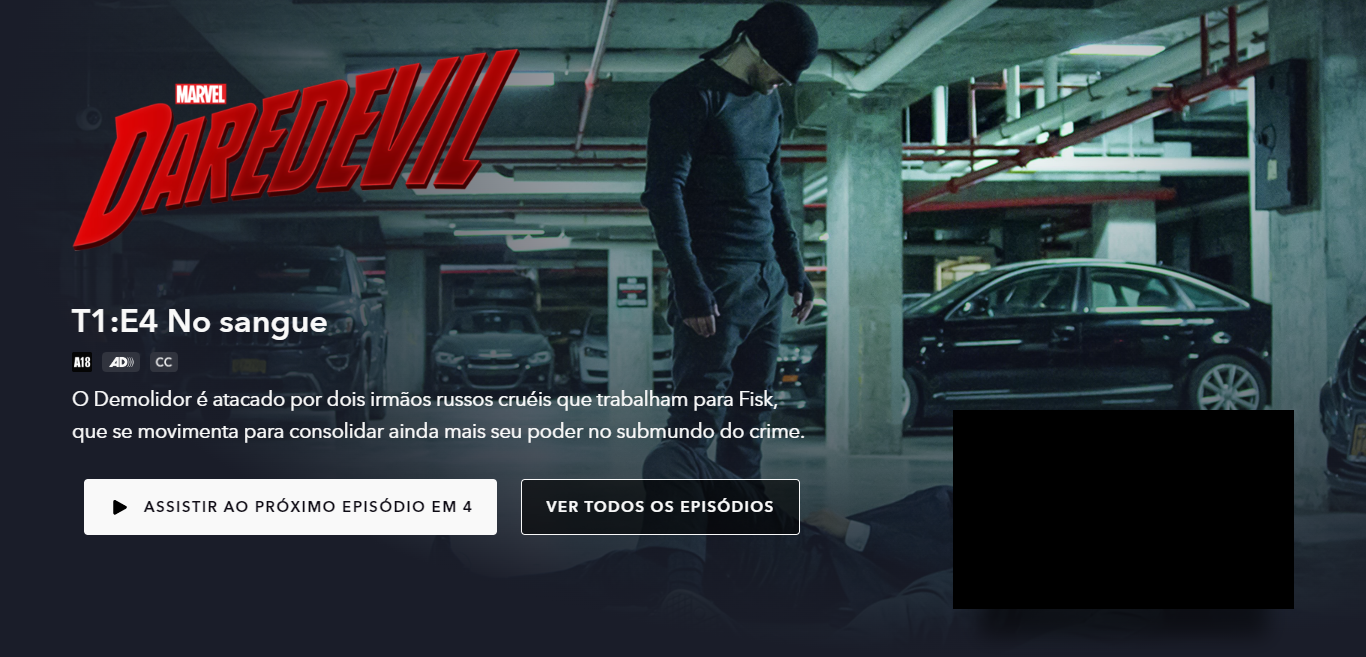 MARVEL
DAREDEVIL
T1:E4 No sangue
A18 AD CC
O Demolidor é atacado por dois irmãos russos cruéis que trabalham para Fisk,
que se movimenta para consolidar ainda mais seu poder no submundo do crime.
ASSISTIR AO PRÓXIMO EPISÓDIO EM 4
VER TODOS OS EPISÓDIOS